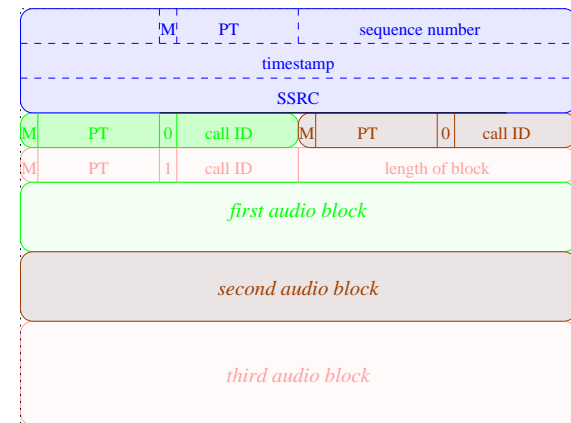 M PT sequence number
timestamp
SSRC
M PT 0 call ID M PT 0 call ID
M PT 1 call ID length of block
first audio block
second audio block
third audio block